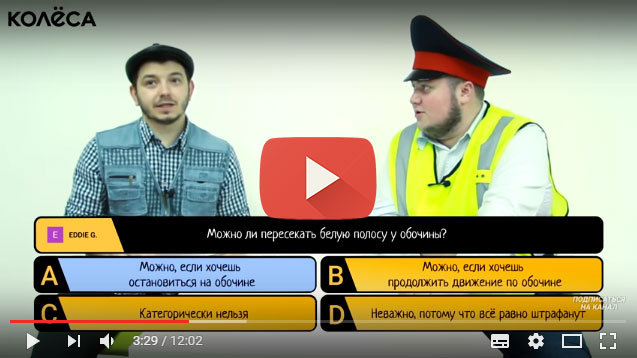 КОЛЁСА
E EDDIE G.
Можно ли пересекать белую полосу у обочины?
A
Можно, если хочешь
остановиться на обочине
B
Можно, если хочешь
продолжить движение по обочине
C
Категорически нельзя
D
Неважно, потому что всё равно штрафанут
ПОДПИСАТЬСЯ
НА КАНАЛ
3:29 / 12:02